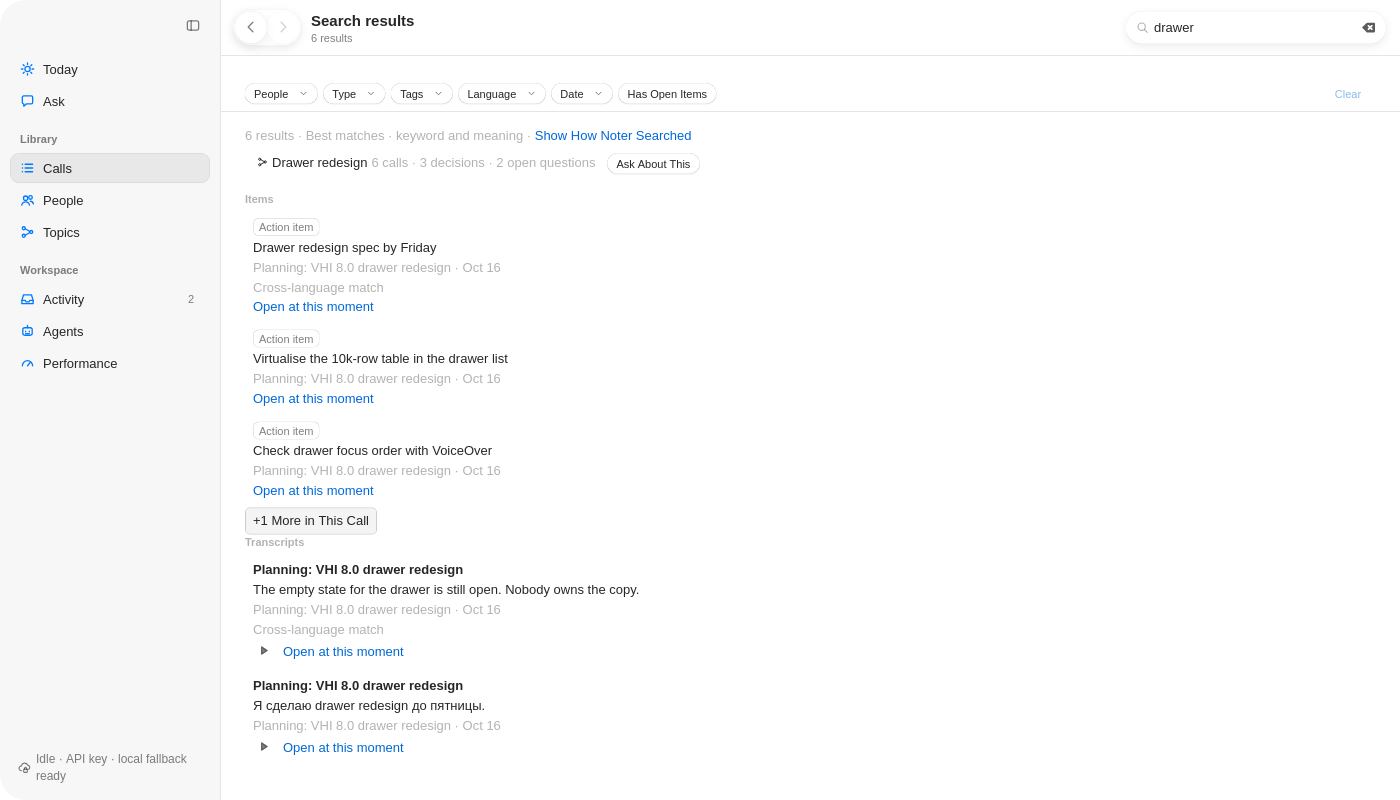 Search results
6 results
drawer
Today
Ask
Library
Calls
People
Topics
Workspace
Activity 2
Agents
Performance
Idle · API key · local fallback
ready
People Type Tags Language Date Has Open Items Clear
6 results · Best matches · keyword and meaning · Show How Noter Searched
Drawer redesign 6 calls · 3 decisions · 2 open questions Ask About This
Items
Action item
Drawer redesign spec by Friday
Planning: VHI 8.0 drawer redesign · Oct 16
Cross-language match
Open at this moment
Action item
Virtualise the 10k-row table in the drawer list
Planning: VHI 8.0 drawer redesign · Oct 16
Open at this moment
Action item
Check drawer focus order with VoiceOver
Planning: VHI 8.0 drawer redesign · Oct 16
Open at this moment
+1 More in This Call
Transcripts
Planning: VHI 8.0 drawer redesign
The empty state for the drawer is still open. Nobody owns the copy.
Planning: VHI 8.0 drawer redesign · Oct 16
Cross-language match
Open at this moment
Planning: VHI 8.0 drawer redesign
Я сделаю drawer redesign до пятницы.
Planning: VHI 8.0 drawer redesign · Oct 16
Open at this moment